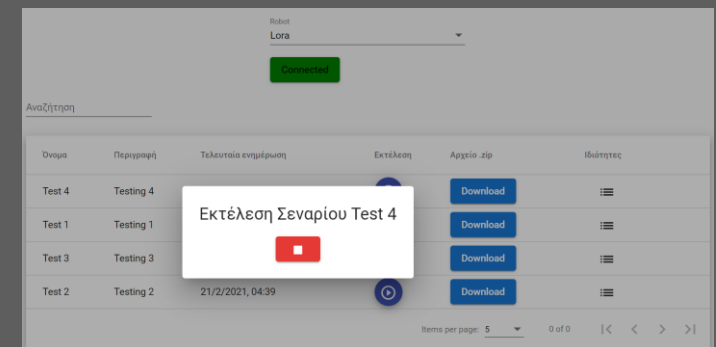 Robot
Lora
Connected
Αναζήτηση
Όνομα Περιγραφή Τελευταία ενημέρωση Εκτέλεση Αρχείο .zip Ιδιότητες
Test 4 Testing 4 Download
Εκτέλεση Σεναρίου Test 4
Test 1 Testing 1 Download
Test 3 Testing 3 Download
Test 2 Testing 2 21/2/2021, 04:39 Download
Items per page: 5 0 of 0